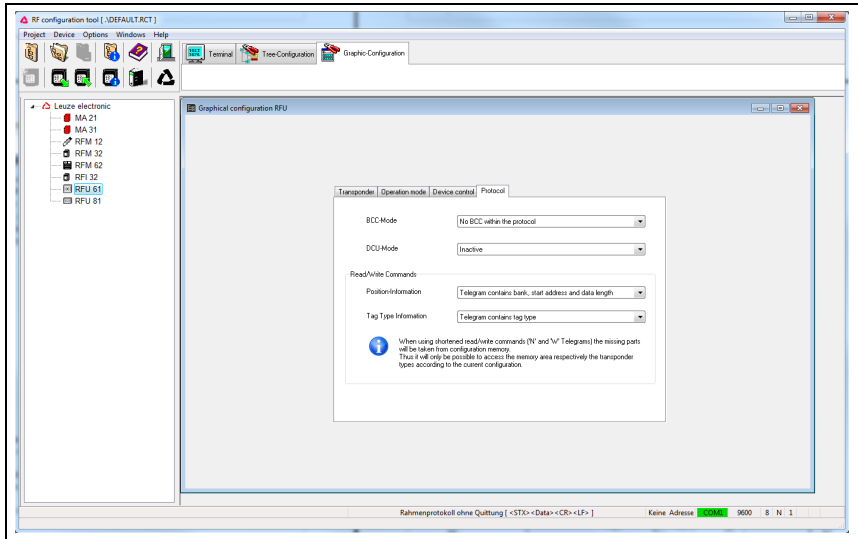 RF configuration tool [ .\DEFAULT.RCT ]
Project Device Options Windows Help
Terminal Tree-Configuration Graphic-Configuration
Leuze electronic
MA 21
MA 31
RFM 12
RFM 32
RFM 62
RFI 32
RFU 61
RFU 81
Graphical configuration RFU
Transponder Operation mode Device control Protocol
BCC-Mode No BCC within the protocol
DCU-Mode Inactive
Read/Write Commands
Position-Information Telegram contains bank, start address and data length
Tag Type Information Telegram contains tag type
When using shortened read/write commands ('N' and 'W' Telegrams) the missing parts
will be taken from configuration memory.
Thus it will only be possible to access the memory area respectively the transponder
types according to the current configuration.
Rahmenprotokoll ohne Quittung [ <STX> <Data> <CR> <LF> ] Keine Adresse COM1 9600 8 N 1